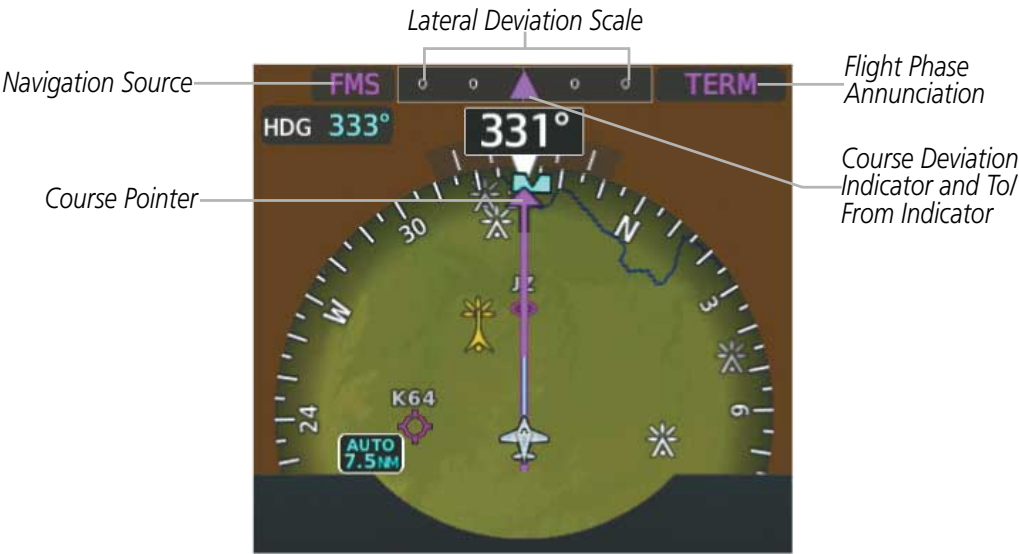 Lateral Deviation Scale
Navigation Source
FMS
TERM
Flight Phase
Annunciation
HDG 333°
331°
Course Deviation
Indicator and To/
From Indicator
Course Pointer
30
N
W
3
24
6
K64
AUTO
7.5NM